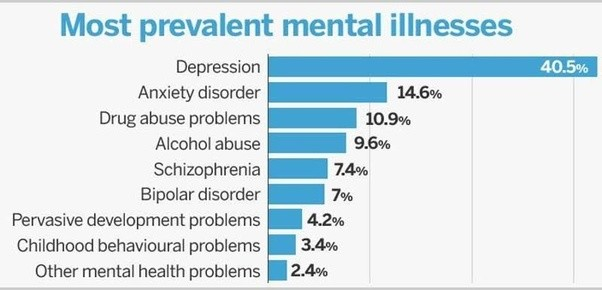 Most prevalent mental illnesses
Depression 40.5%
Anxiety disorder 14.6%
Drug abuse problems 10.9%
Alcohol abuse 9.6%
Schizophrenia 7.4%
Bipolar disorder 7%
Pervasive development problems 4.2%
Childhood behavioural problems 3.4%
Other mental health problems 2.4%